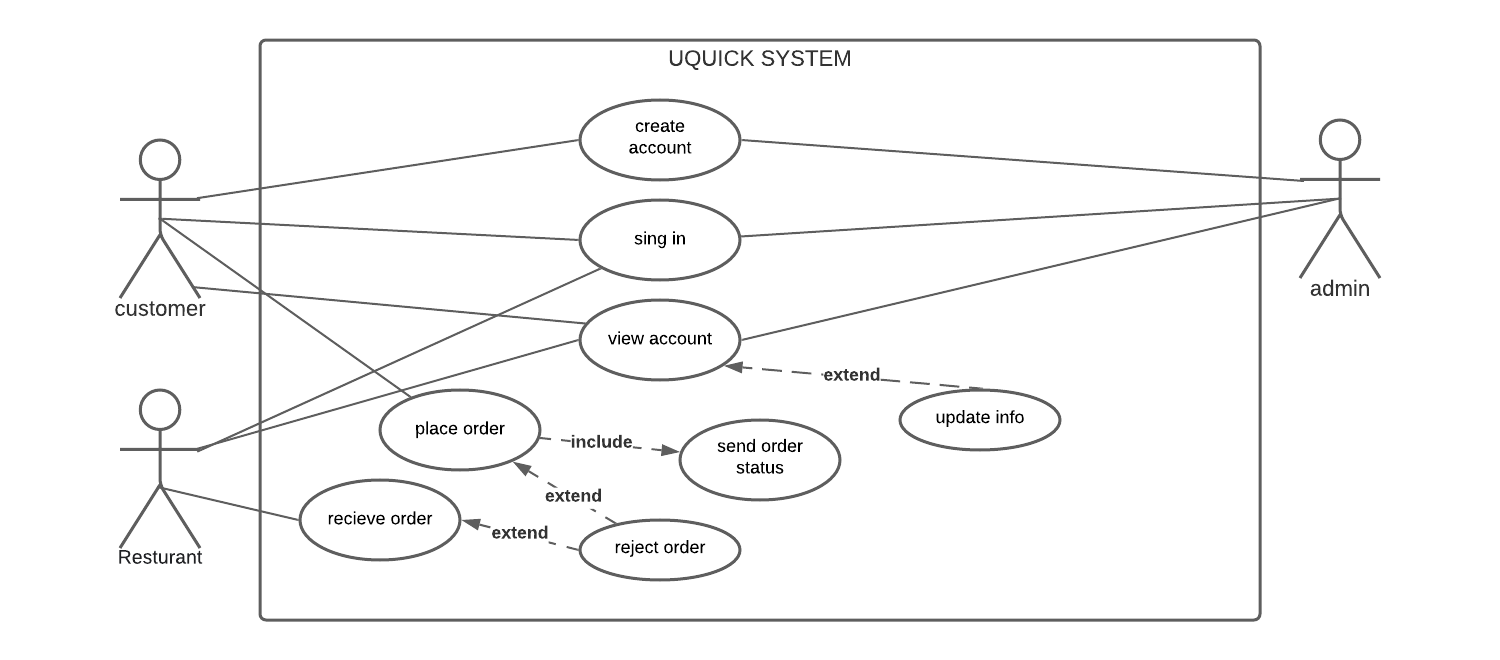 UQUICK SYSTEM
create
account
sing in
customer
admin
view account
extend
update info
place order
include
send order
status
extend
recieve order
extend
reject order
Resturant